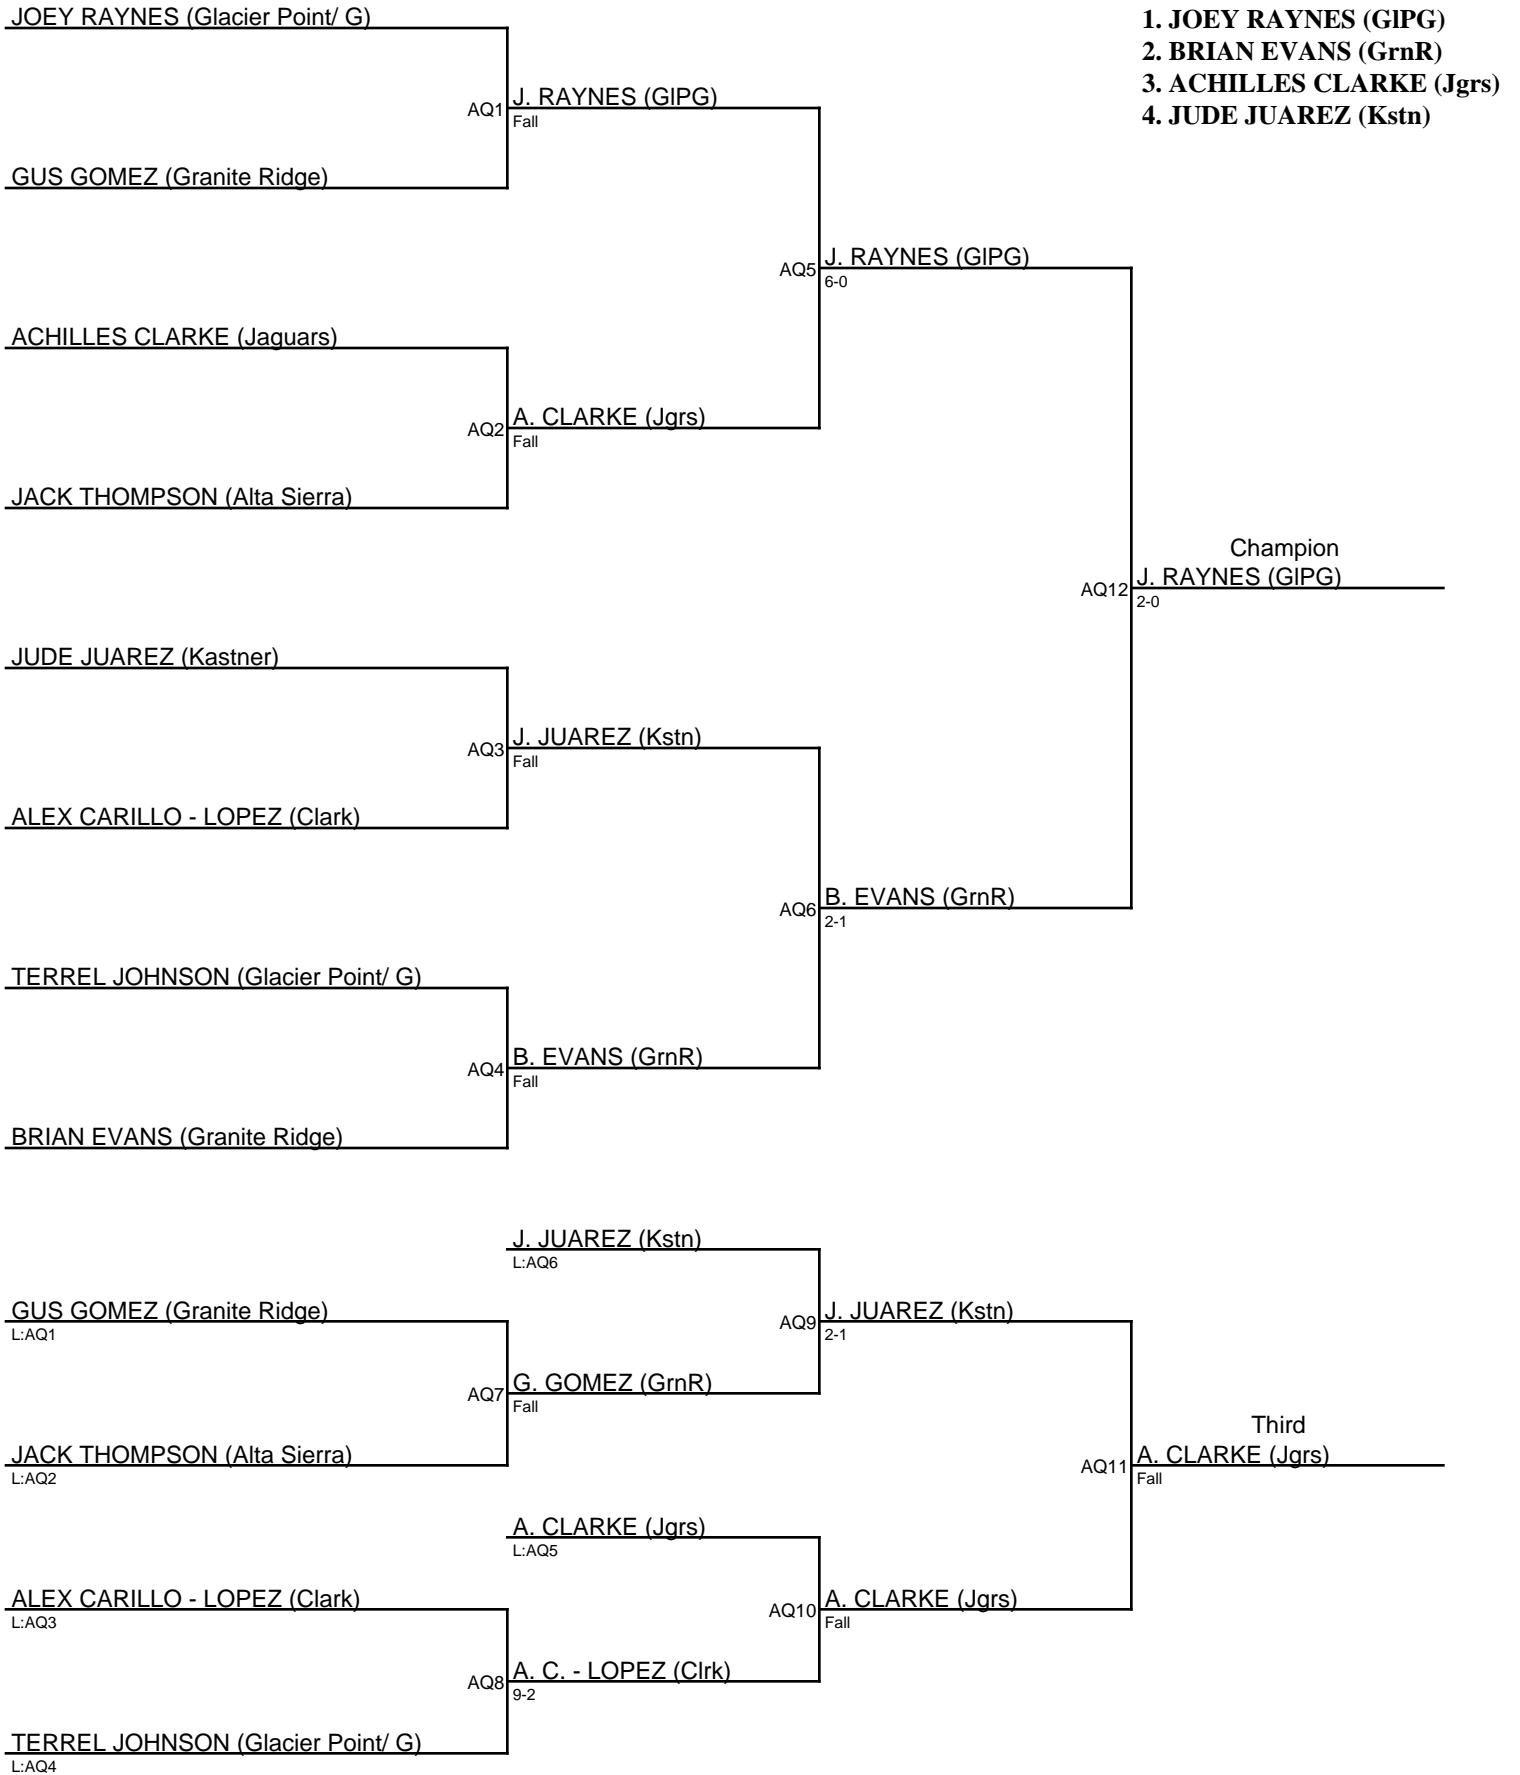 JOEY RAYNES (Glacier Point/ G)
1. JOEY RAYNES (GlPG)
2. BRIAN EVANS (GrnR)
3. ACHILLES CLARKE (Jgrs)
4. JUDE JUAREZ (Kstn)
AQ1
J. RAYNES (GlPG)
Fall
GUS GOMEZ (Granite Ridge)
AQ5
J. RAYNES (GlPG)
6-0
ACHILLES CLARKE (Jaguars)
AQ2
A. CLARKE (Jgrs)
Fall
JACK THOMPSON (Alta Sierra)
Champion
AQ12
J. RAYNES (GlPG)
2-0
JUDE JUAREZ (Kastner)
AQ3
J. JUAREZ (Kstn)
Fall
ALEX CARILLO - LOPEZ (Clark)
AQ6
B. EVANS (GrnR)
2-1
TERREL JOHNSON (Glacier Point/ G)
AQ4
B. EVANS (GrnR)
Fall
BRIAN EVANS (Granite Ridge)
J. JUAREZ (Kstn)
L:AQ6
GUS GOMEZ (Granite Ridge)
L:AQ1
AQ9
J. JUAREZ (Kstn)
2-1
AQ7
G. GOMEZ (GrnR)
Fall
JACK THOMPSON (Alta Sierra)
L:AQ2
Third
AQ11
A. CLARKE (Jgrs)
Fall
A. CLARKE (Jgrs)
L:AQ5
ALEX CARILLO - LOPEZ (Clark)
L:AQ3
AQ10
A. CLARKE (Jgrs)
Fall
AQ8
A. C. - LOPEZ (Clrk)
9-2
TERREL JOHNSON (Glacier Point/ G)
L:AQ4